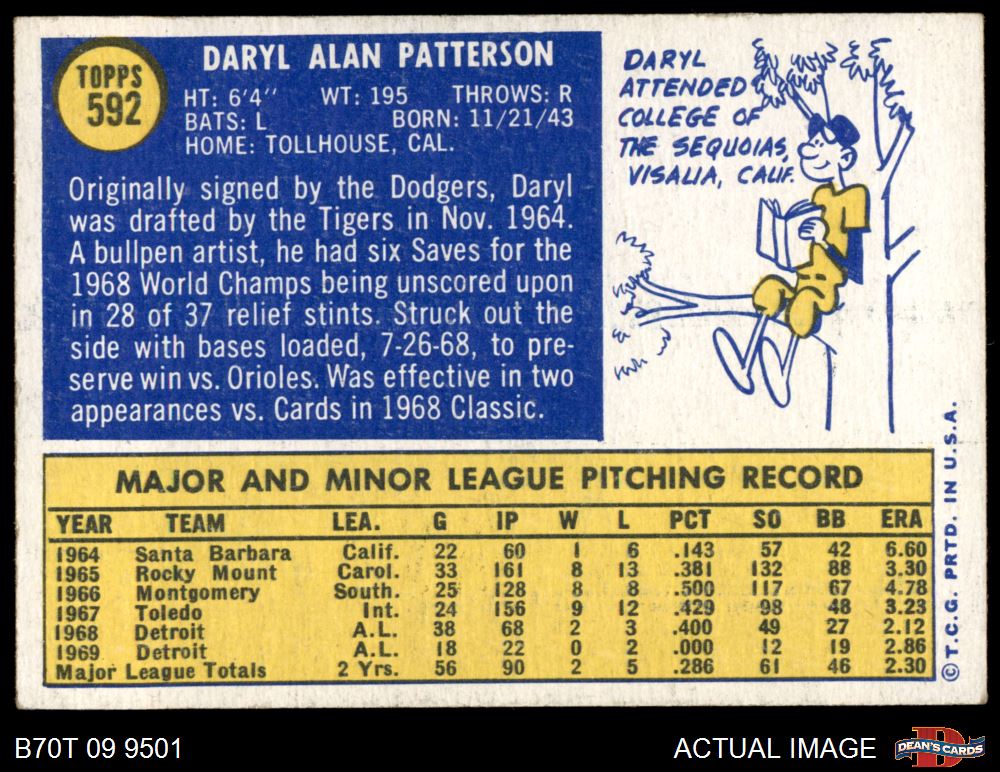 TOPPS
592
DARYL ALAN PATTERSON
HT: 6'4" WT: 195 THROWS: R
BATS: L BORN: 11/21/43
HOME: TOLLHOUSE, CAL.
Originally signed by the Dodgers, Daryl
was drafted by the Tigers in Nov. 1964.
A bullpen artist, he had six Saves for the
1968 World Champs being unscored upon
in 28 of 37 relief stints. Struck out the
side with bases loaded, 7-26-68, to pre-
serve win vs. Orioles. Was effective in two
appearances vs. Cards in 1968 Classic.
DARYL
ATTENDED
COLLEGE OF
THE SEQUOIAS,
VISALIA, CALIF.
MAJOR AND MINOR LEAGUE PITCHING RECORD
YEAR TEAM LEA. G IP W L PCT SO BB ERA
1964 Santa Barbara Calif. 22 60 1 6 .143 57 42 6.60
1965 Rocky Mount Carol. 33 161 8 13 .381 132 88 3.30
1966 Montgomery South. 25 128 8 8 .500 117 67 4.78
1967 Toledo Int. 24 156 9 12 .429 98 48 3.23
1968 Detroit A.L. 38 68 2 3 .400 49 27 2.12
1969 Detroit A.L. 18 22 0 2 .000 12 19 2.86
Major League Totals 2 Yrs. 56 90 2 5 .286 61 46 2.30
© T.C.G. PRTD. IN U.S.A.
B70T 09 9501
ACTUAL IMAGE
DEAN'S CARDS